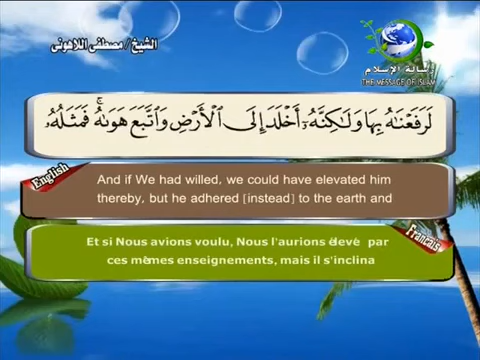 الشيخ / مصطفى اللاهونى
رسالة الإسلام
THE MESSAGE OF ISLAM
لَرَفَعْنَـٰهُ بِهَا وَلَـٰكِنَّهُۥٓ أَخْلَدَ إِلَى ٱلْأَرْضِ وَٱتَّبَعَ هَوَىٰهُ ۚ فَمَثَلُهُۥ
English
And if We had willed, we could have elevated him
thereby, but he adhered [instead] to the earth and
Francais
Et si Nous avions voulu, Nous l'aurions élevé par
ces mêmes enseignements, mais il s'inclina